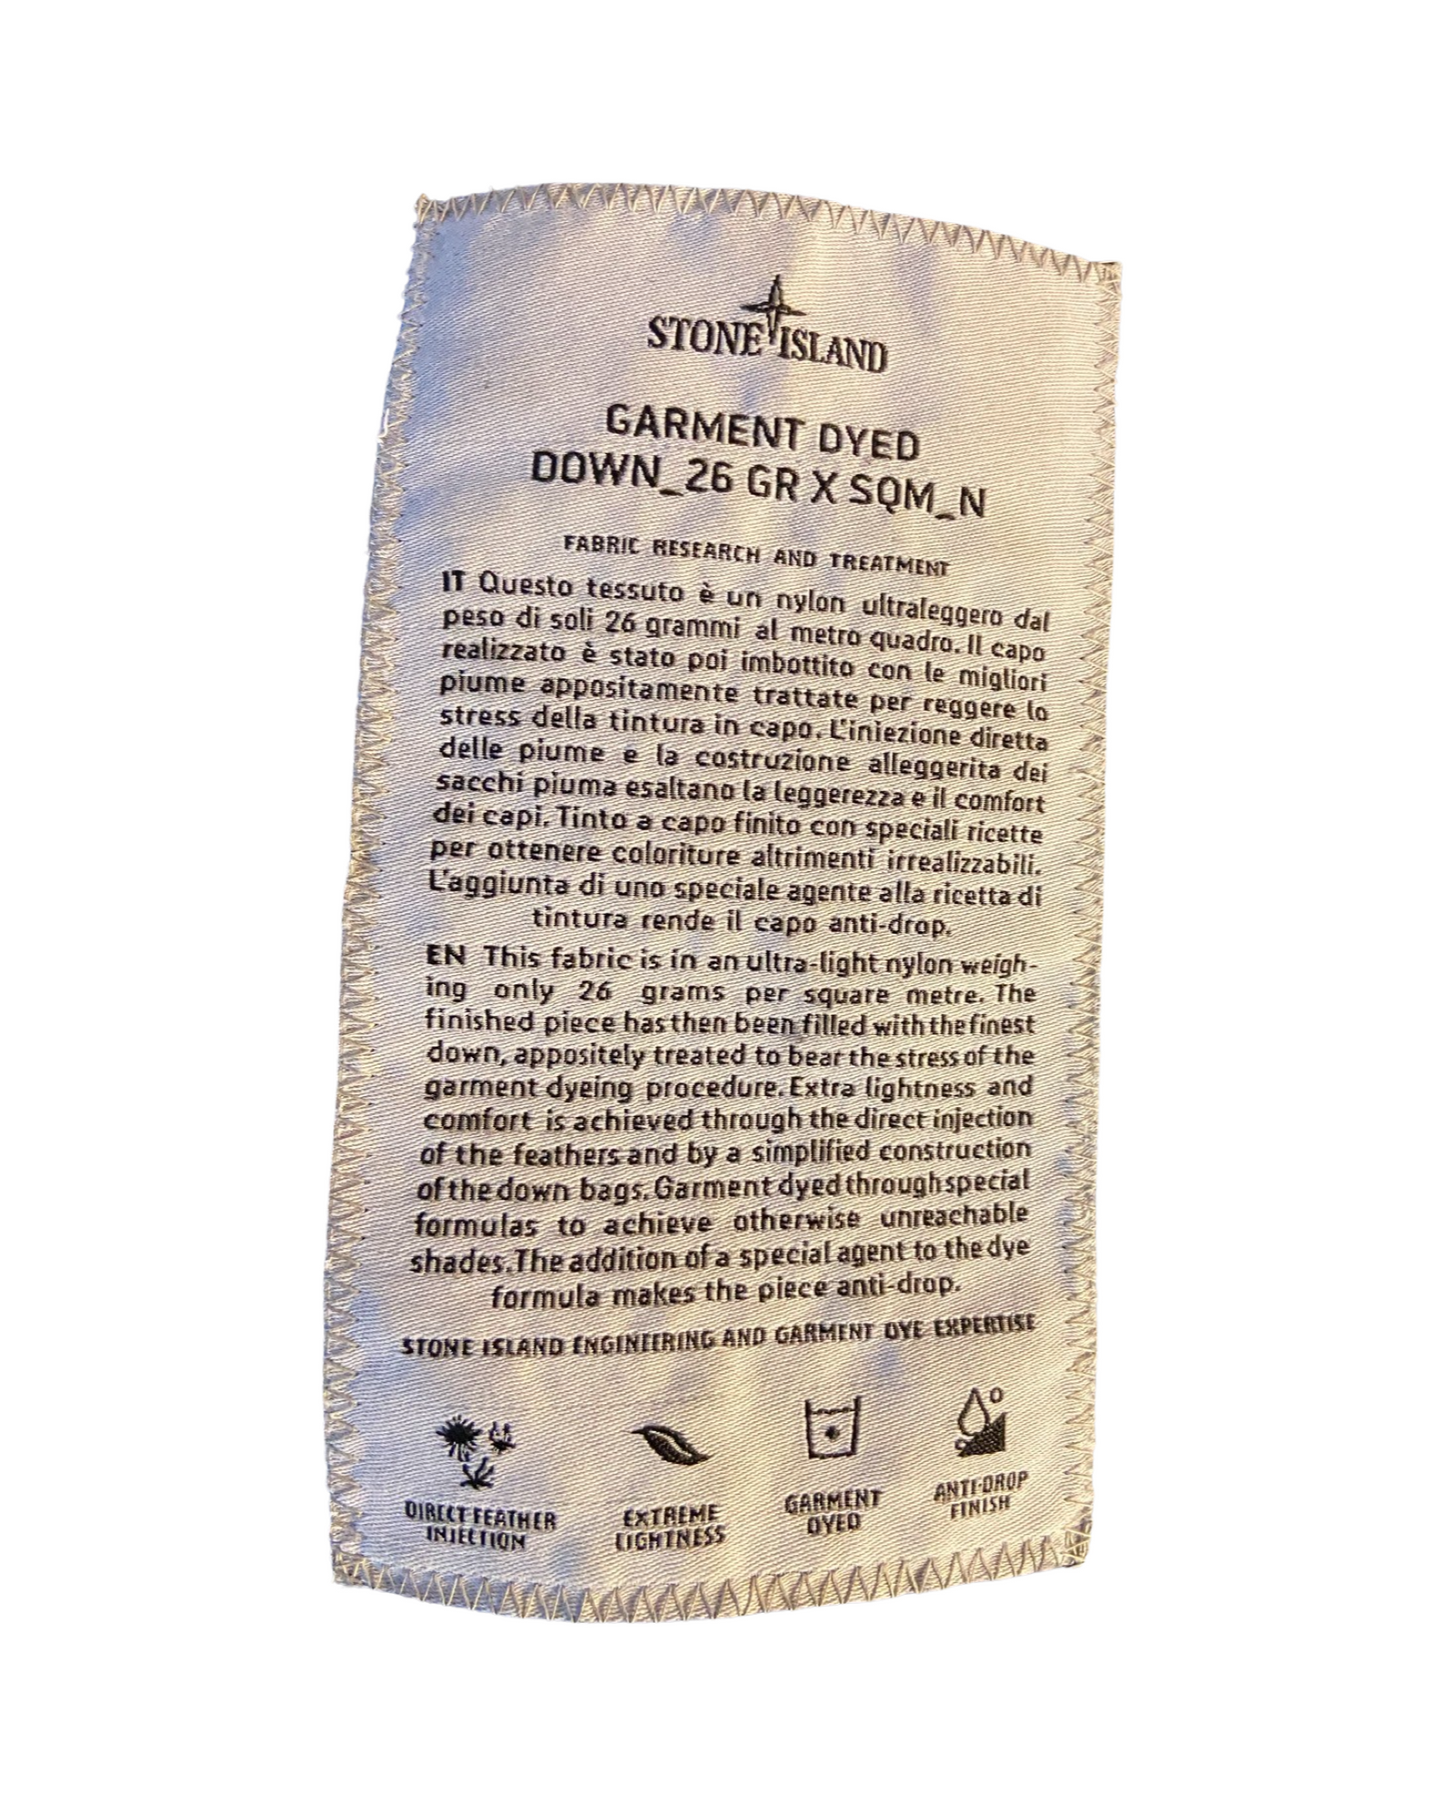 STONE ISLAND
GARMENT DYED
DOWN_26 GR X SQM_N
FABRIC RESEARCH AND TREATMENT
IT Questo tessuto è un nylon ultraleggero dal
peso di soli 26 grammi al metro quadro. Il capo
realizzato è stato poi imbottito con le migliori
piume appositamente trattate per reggere lo
stress della tintura in capo. L'iniezione diretta
delle piume e la costruzione alleggerita dei
sacchi piuma esaltano la leggerezza e il comfort
dei capi. Tinto a capo finito con speciali ricette
per ottenere coloriture altrimenti irrealizzabili.
L'aggiunta di uno speciale agente alla ricetta di
tintura rende il capo anti-drop.
EN This fabric is in an ultra-light nylon weigh-
ing only 26 grams per square metre. The
finished piece has then been filled with the finest
down, appositely treated to bear the stress of the
garment dyeing procedure. Extra lightness and
comfort is achieved through the direct injection
of the feathers and by a simplified construction
of the down bags. Garment dyed through special
formulas to achieve otherwise unreachable
shades. The addition of a special agent to the dye
formula makes the piece anti-drop.
STONE ISLAND ENGINEERING AND GARMENT DYE EXPERTISE
DIRECT FEATHER
INJECTION
EXTREME
LIGHTNESS
GARMENT
DYED
ANTI-DROP
FINISH